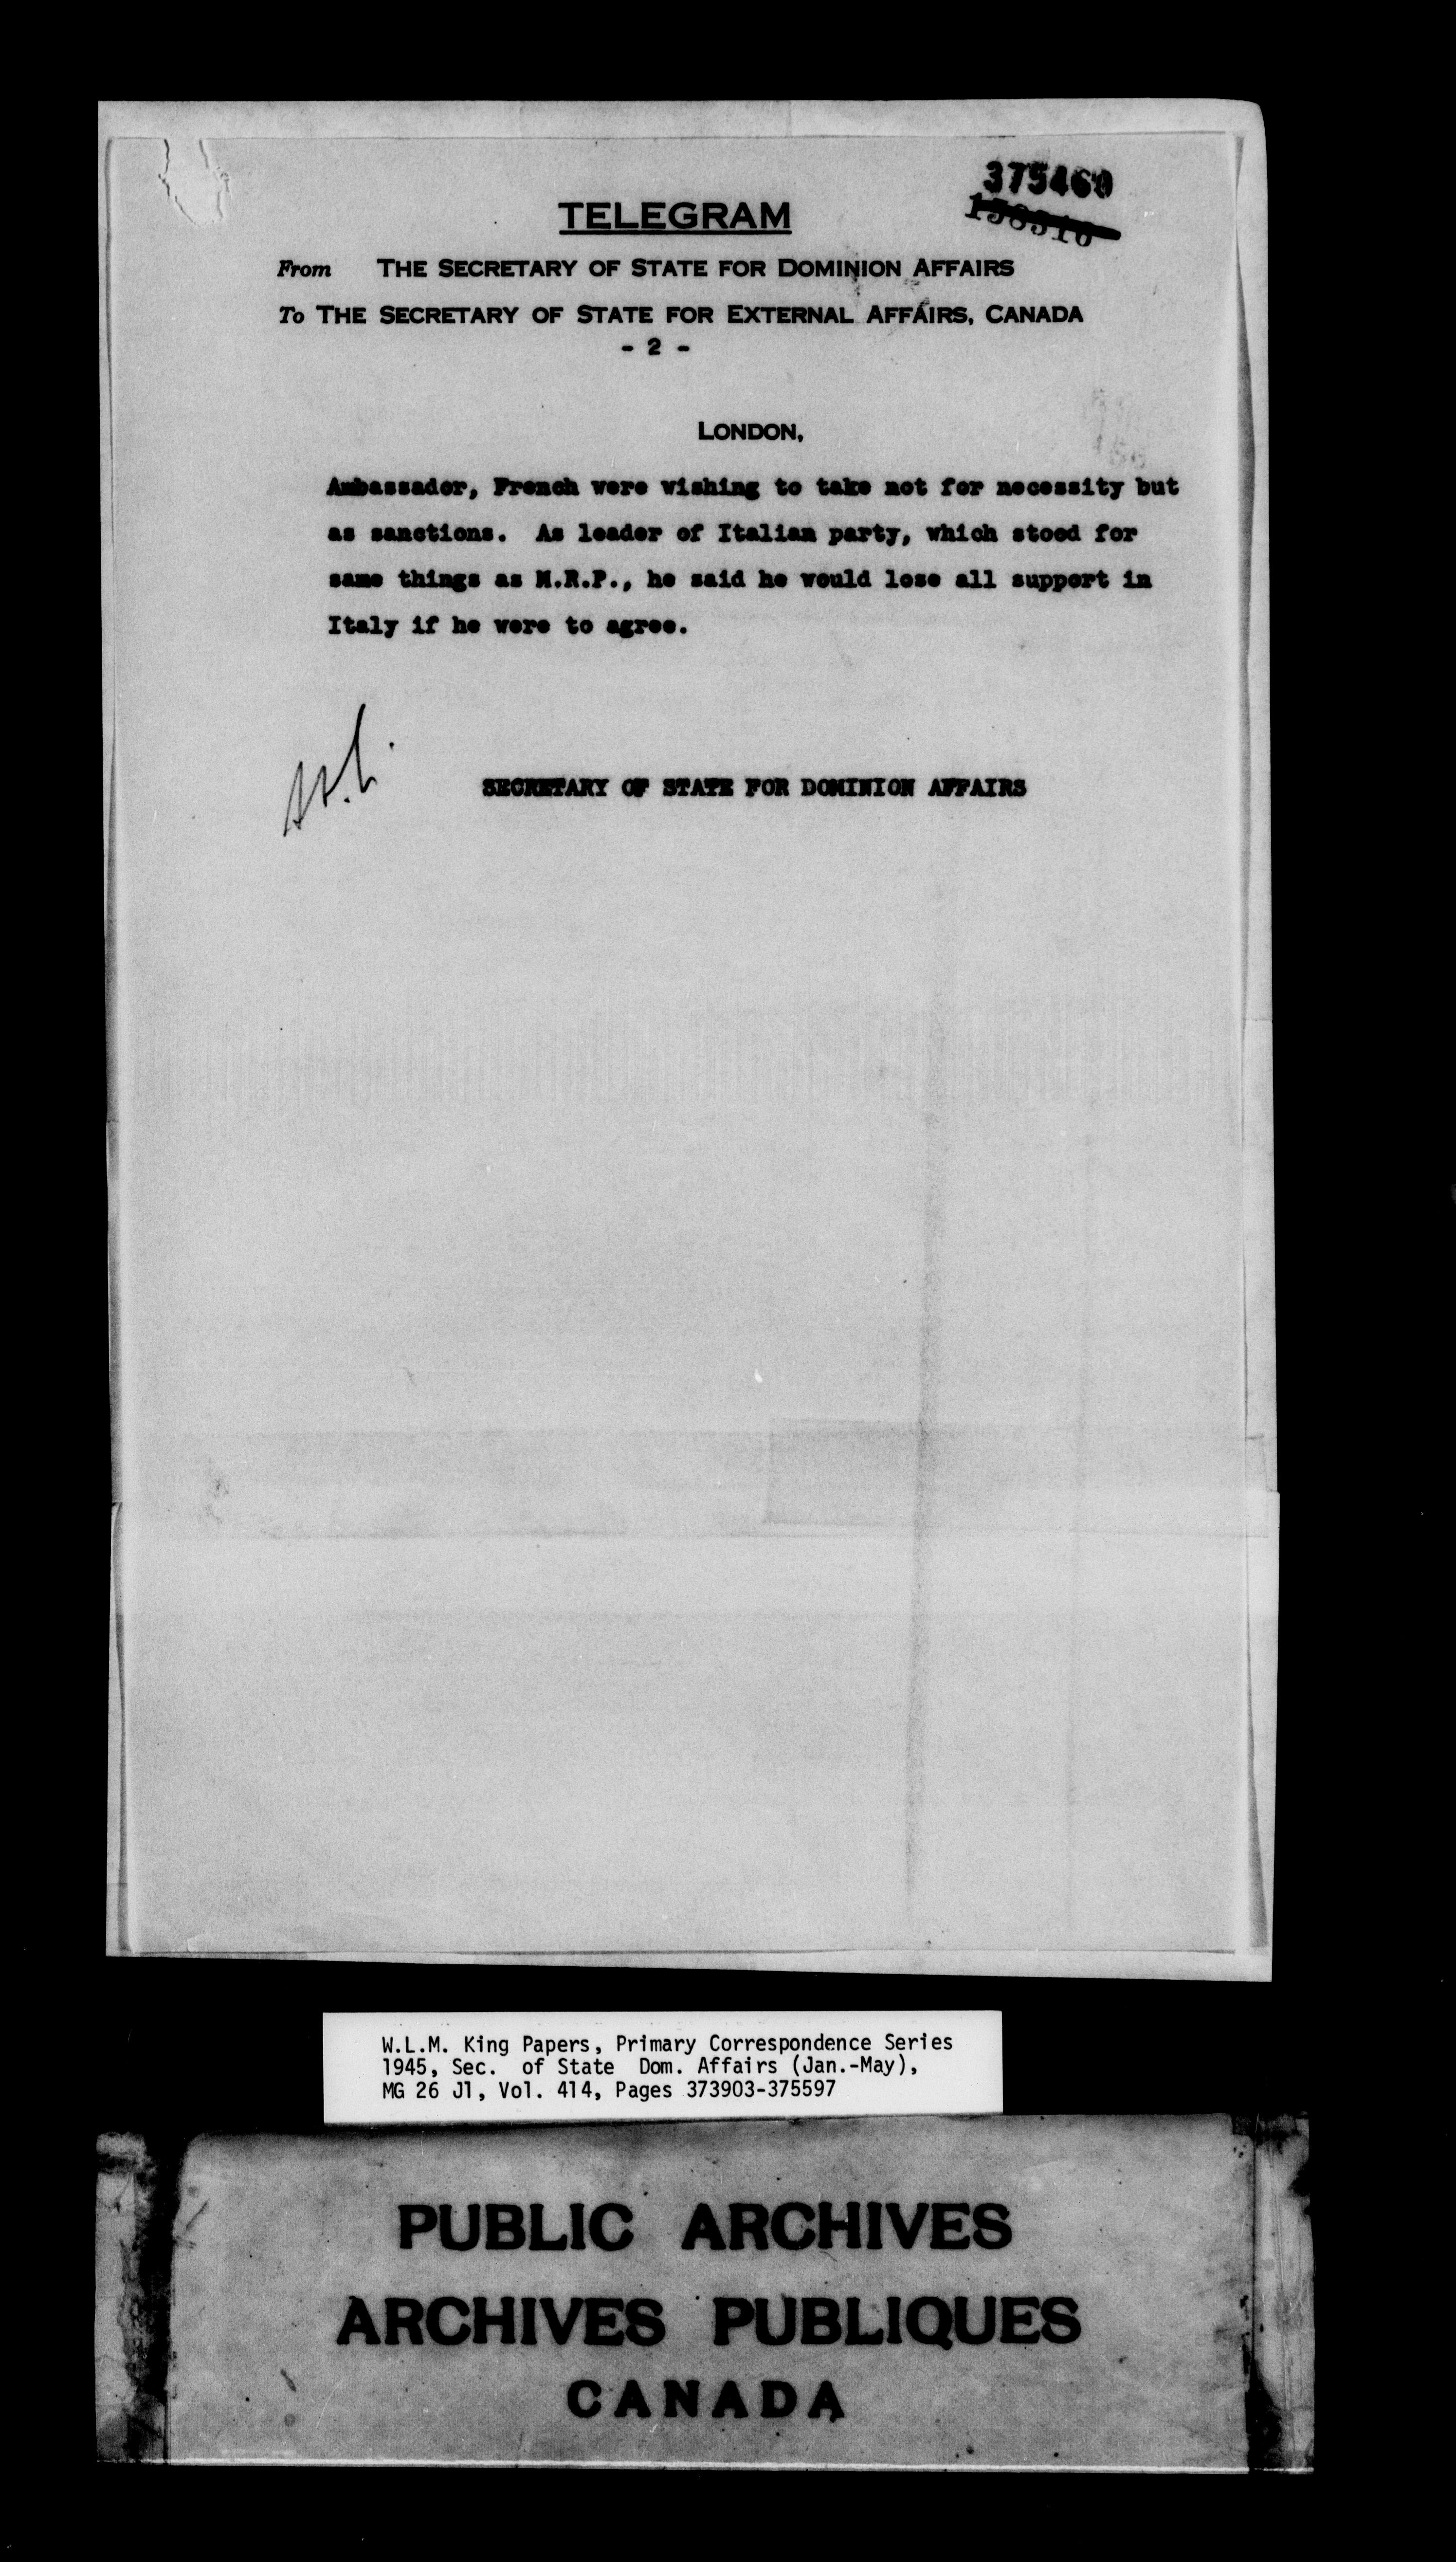 375460
TELEGRAM
From THE SECRETARY OF STATE FOR DOMINION AFFAIRS
To THE SECRETARY OF STATE FOR EXTERNAL AFFAIRS, CANADA
- 2 -
LONDON,
Ambassador, French were wishing to take not for necessity but
as sanctions. As leader of Italian party, which stood for
same things as M.R.P., he said he would lose all support in
Italy if he were to agree.
SECRETARY OF STATE FOR DOMINION AFFAIRS
W.L.M. King Papers, Primary Correspondence Series
1945, Sec. of State Dom. Affairs (Jan.-May),
MG 26 J1, Vol. 414, Pages 373903-375597
PUBLIC ARCHIVES
ARCHIVES PUBLIQUES
CANADA